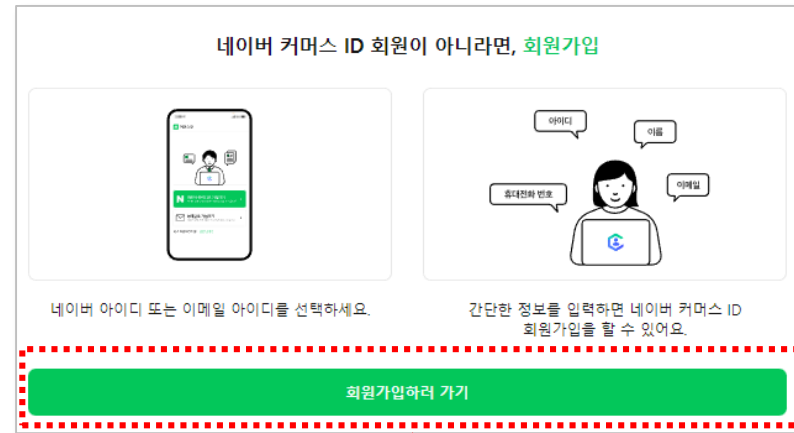 네이버 커머스 ID 회원이 아니라면, 회원가입
아이디
이름
휴대전화 번호
이메일
네이버 아이디 또는 이메일 아이디를 선택하세요.
간단한 정보를 입력하면 네이버 커머스 ID
회원가입을 할 수 있어요.
회원가입하러 가기